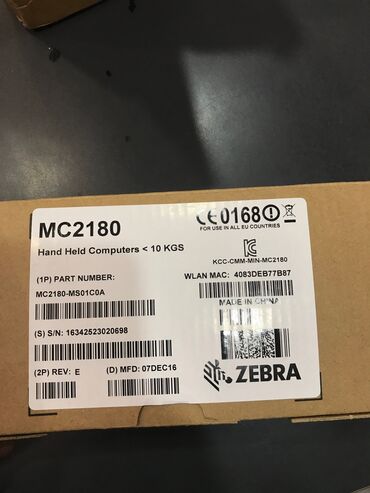 MC2180
Hand Held Computers < 10 KGS
CE0168
FOR USE IN ALL EU COUNTRIES
KCC-CMM-MIN-MC2180
(1P) PART NUMBER:
WLAN MAC: 4083DEB77B87
MC2180-MS01C0A
MADE IN CHINA
(S) S/N: 16342523020698
(2P) REV: E
(D) MFD: 07DEC16
ZEBRA